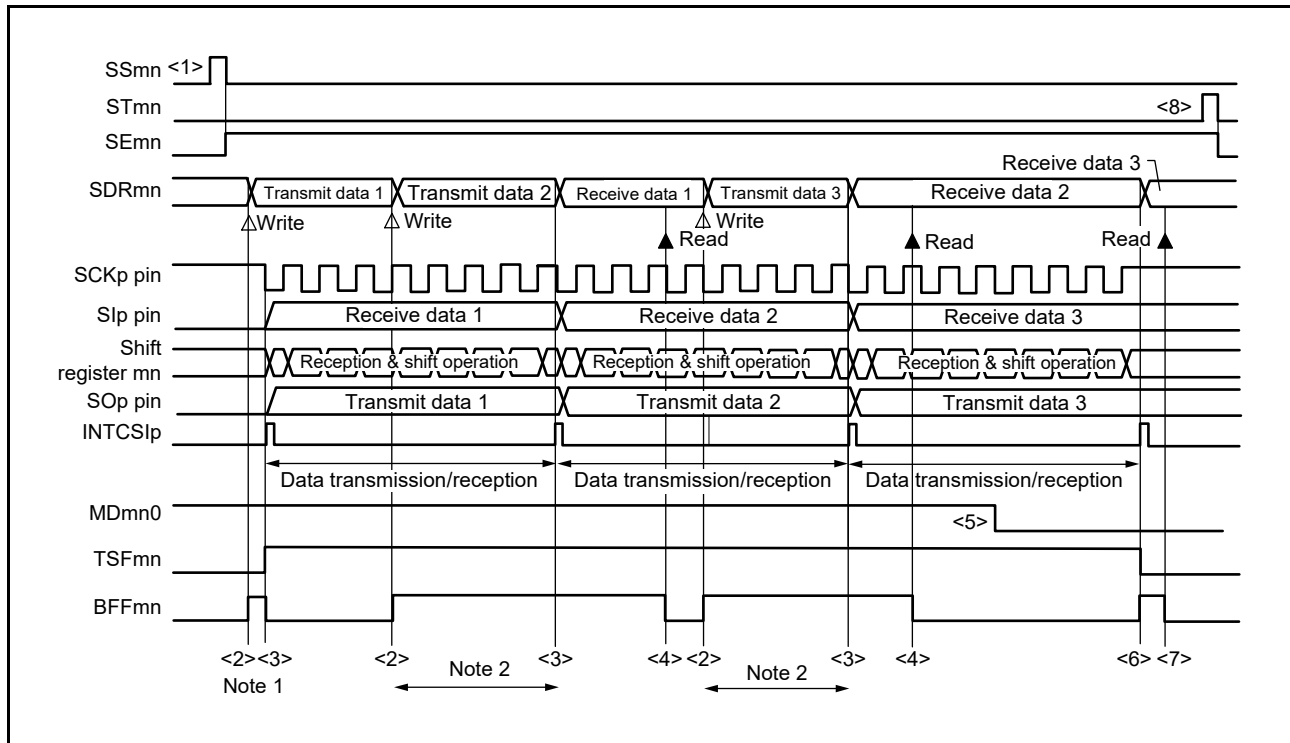 SSmn <1>
STmn <8>
SEmn
Receive data 3
SDRmn Transmit data 1 Transmit data 2 Receive data 1 Transmit data 3 Receive data 2
Write Write Write
Read Read Read
SCKp pin
SIp pin Receive data 1 Receive data 2 Receive data 3
Shift
register mn Reception & shift operation Reception & shift operation Reception & shift operation
SOp pin Transmit data 1 Transmit data 2 Transmit data 3
INTCSIp
Data transmission/reception Data transmission/reception Data transmission/reception
MDmn0 <5>
TSFmn
BFFmn
<2> <3> <2> <3> <4> <2> <3> <4> <6> <7>
Note 1 Note 2 Note 2